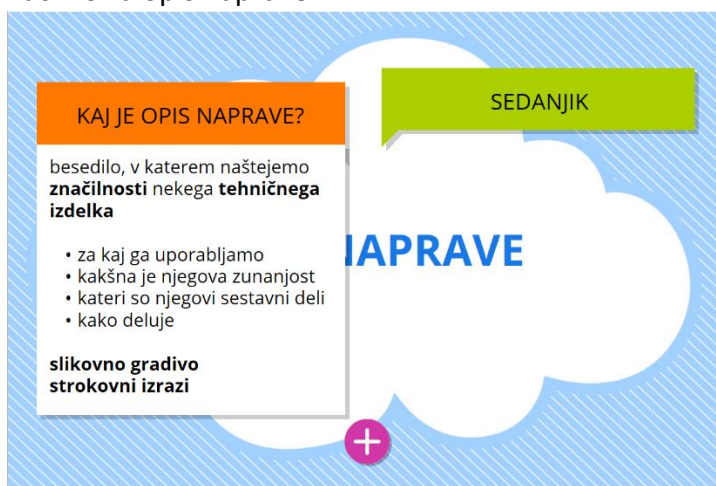 KAJ JE OPIS NAPRAVE?
besedilo, v katerem naštejemo
značilnosti nekega tehničnega
izdelka
• za kaj ga uporabljamo
• kakšna je njegova zunanjost
• kateri so njegovi sestavni deli
• kako deluje
slikovno gradivo
strokovni izrazi
SEDANJIK
NAPRAVE